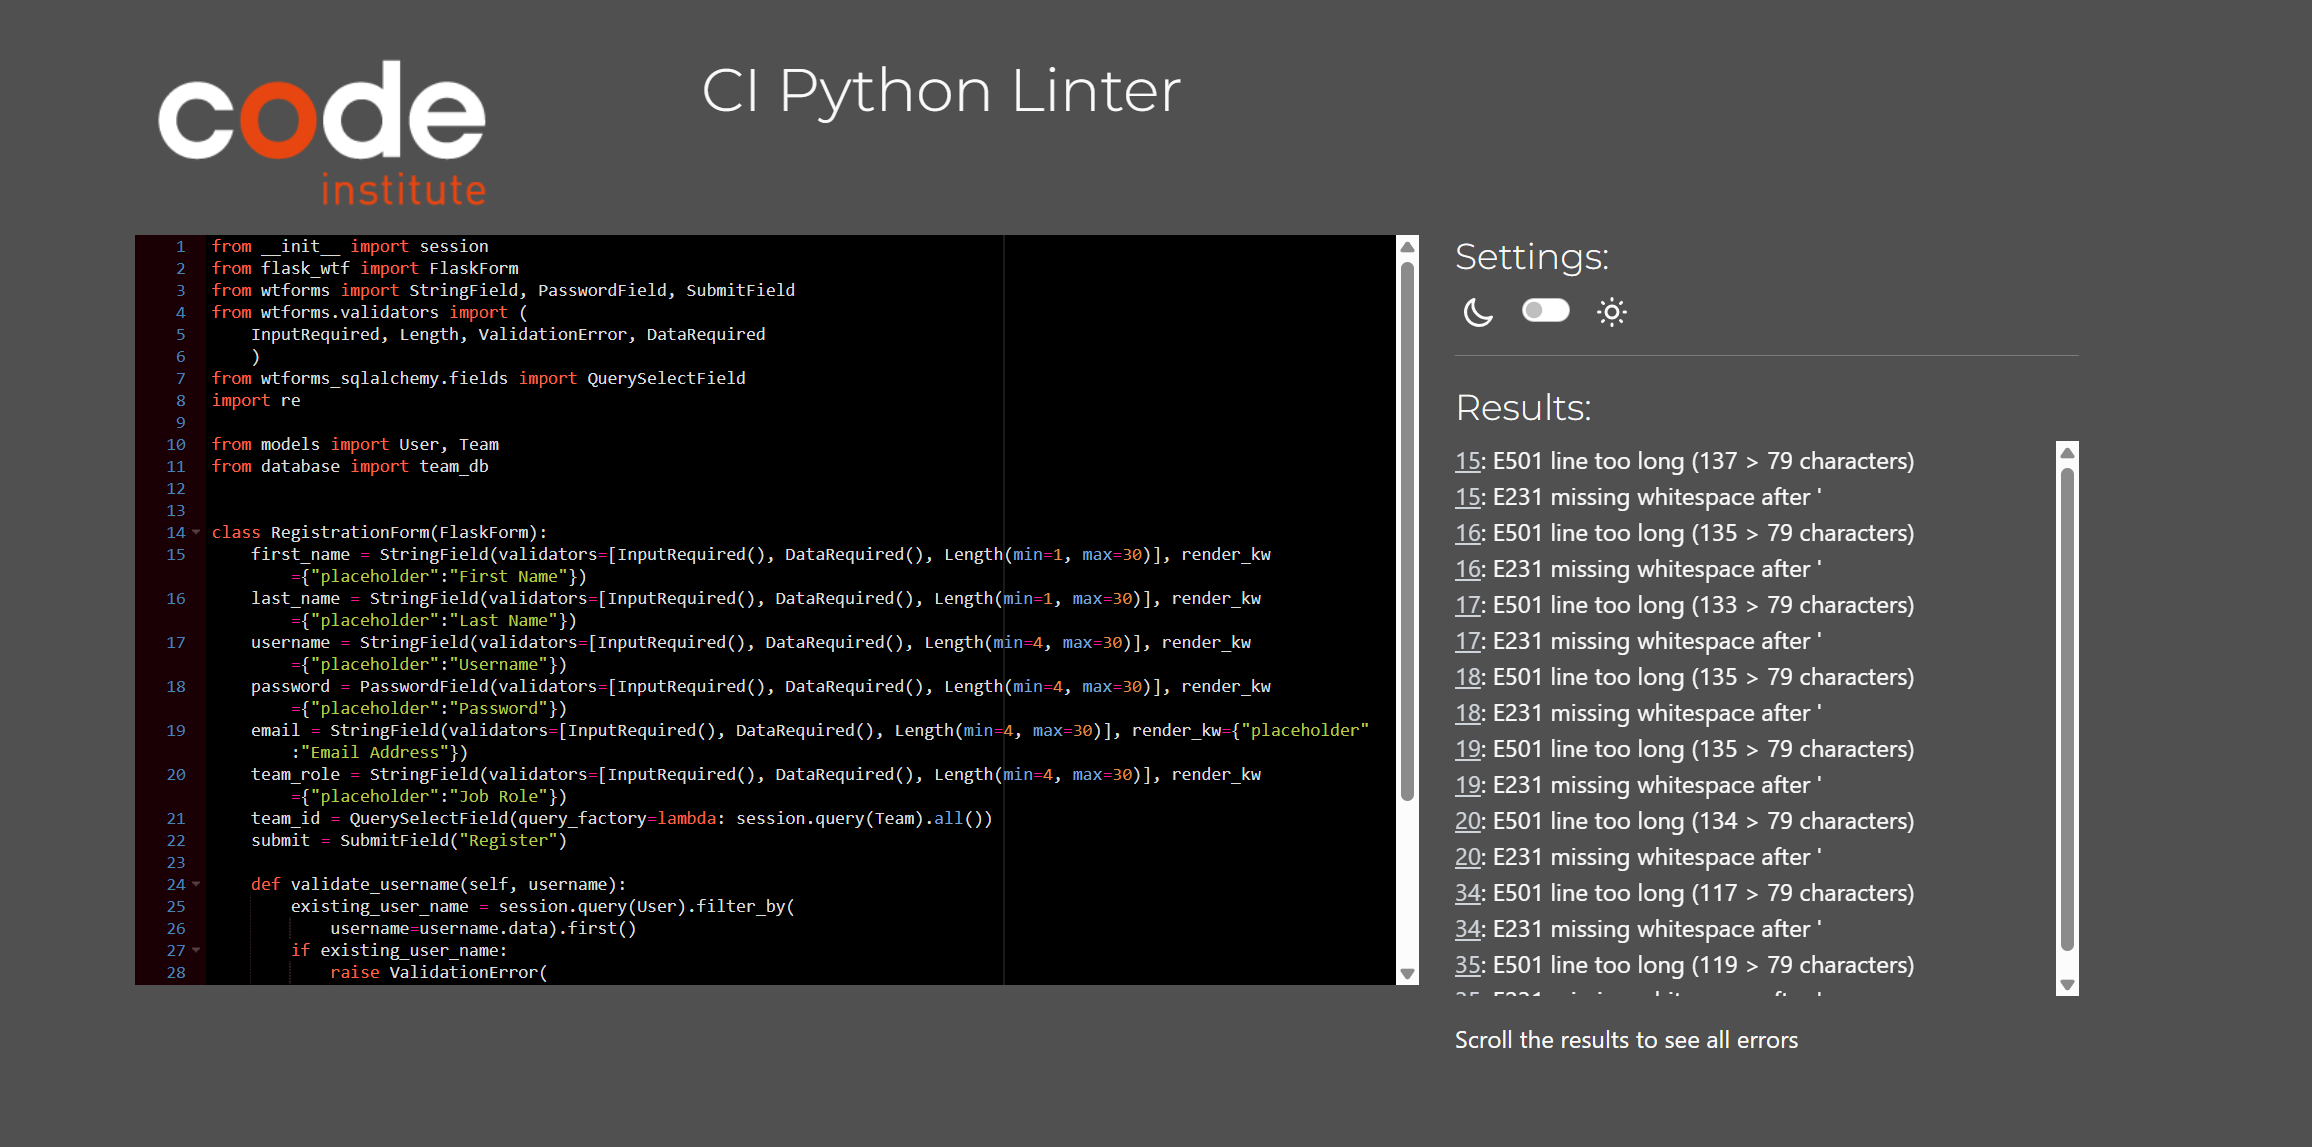 code
institute
CI Python Linter
1 from __init__ import session
2 from flask_wtf import FlaskForm
3 from wtforms import StringField, PasswordField, SubmitField
4 from wtforms.validators import (
5     InputRequired, Length, ValidationError, DataRequired
6     )
7 from wtforms_sqlalchemy.fields import QuerySelectField
8 import re
9
10 from models import User, Team
11 from database import team_db
12
13
14 class RegistrationForm(FlaskForm):
15     first_name = StringField(validators=[InputRequired(), DataRequired(), Length(min=1, max=30)], render_kw
={"placeholder":"First Name"})
16     last_name = StringField(validators=[InputRequired(), DataRequired(), Length(min=1, max=30)], render_kw
={"placeholder":"Last Name"})
17     username = StringField(validators=[InputRequired(), DataRequired(), Length(min=4, max=30)], render_kw
={"placeholder":"Username"})
18     password = PasswordField(validators=[InputRequired(), DataRequired(), Length(min=4, max=30)], render_kw
={"placeholder":"Password"})
19     email = StringField(validators=[InputRequired(), DataRequired(), Length(min=4, max=30)], render_kw={"placeholder"
:"Email Address"})
20     team_role = StringField(validators=[InputRequired(), DataRequired(), Length(min=4, max=30)], render_kw
={"placeholder":"Job Role"})
21     team_id = QuerySelectField(query_factory=lambda: session.query(Team).all())
22     submit = SubmitField("Register")
23
24     def validate_username(self, username):
25         existing_user_name = session.query(User).filter_by(
26             username=username.data).first()
27         if existing_user_name:
28             raise ValidationError(
Settings:
Results:
15: E501 line too long (137 > 79 characters)
15: E231 missing whitespace after '
16: E501 line too long (135 > 79 characters)
16: E231 missing whitespace after '
17: E501 line too long (133 > 79 characters)
17: E231 missing whitespace after '
18: E501 line too long (135 > 79 characters)
18: E231 missing whitespace after '
19: E501 line too long (135 > 79 characters)
19: E231 missing whitespace after '
20: E501 line too long (134 > 79 characters)
20: E231 missing whitespace after '
34: E501 line too long (117 > 79 characters)
34: E231 missing whitespace after '
35: E501 line too long (119 > 79 characters)
35: E231 missing whitespace after '
Scroll the results to see all errors